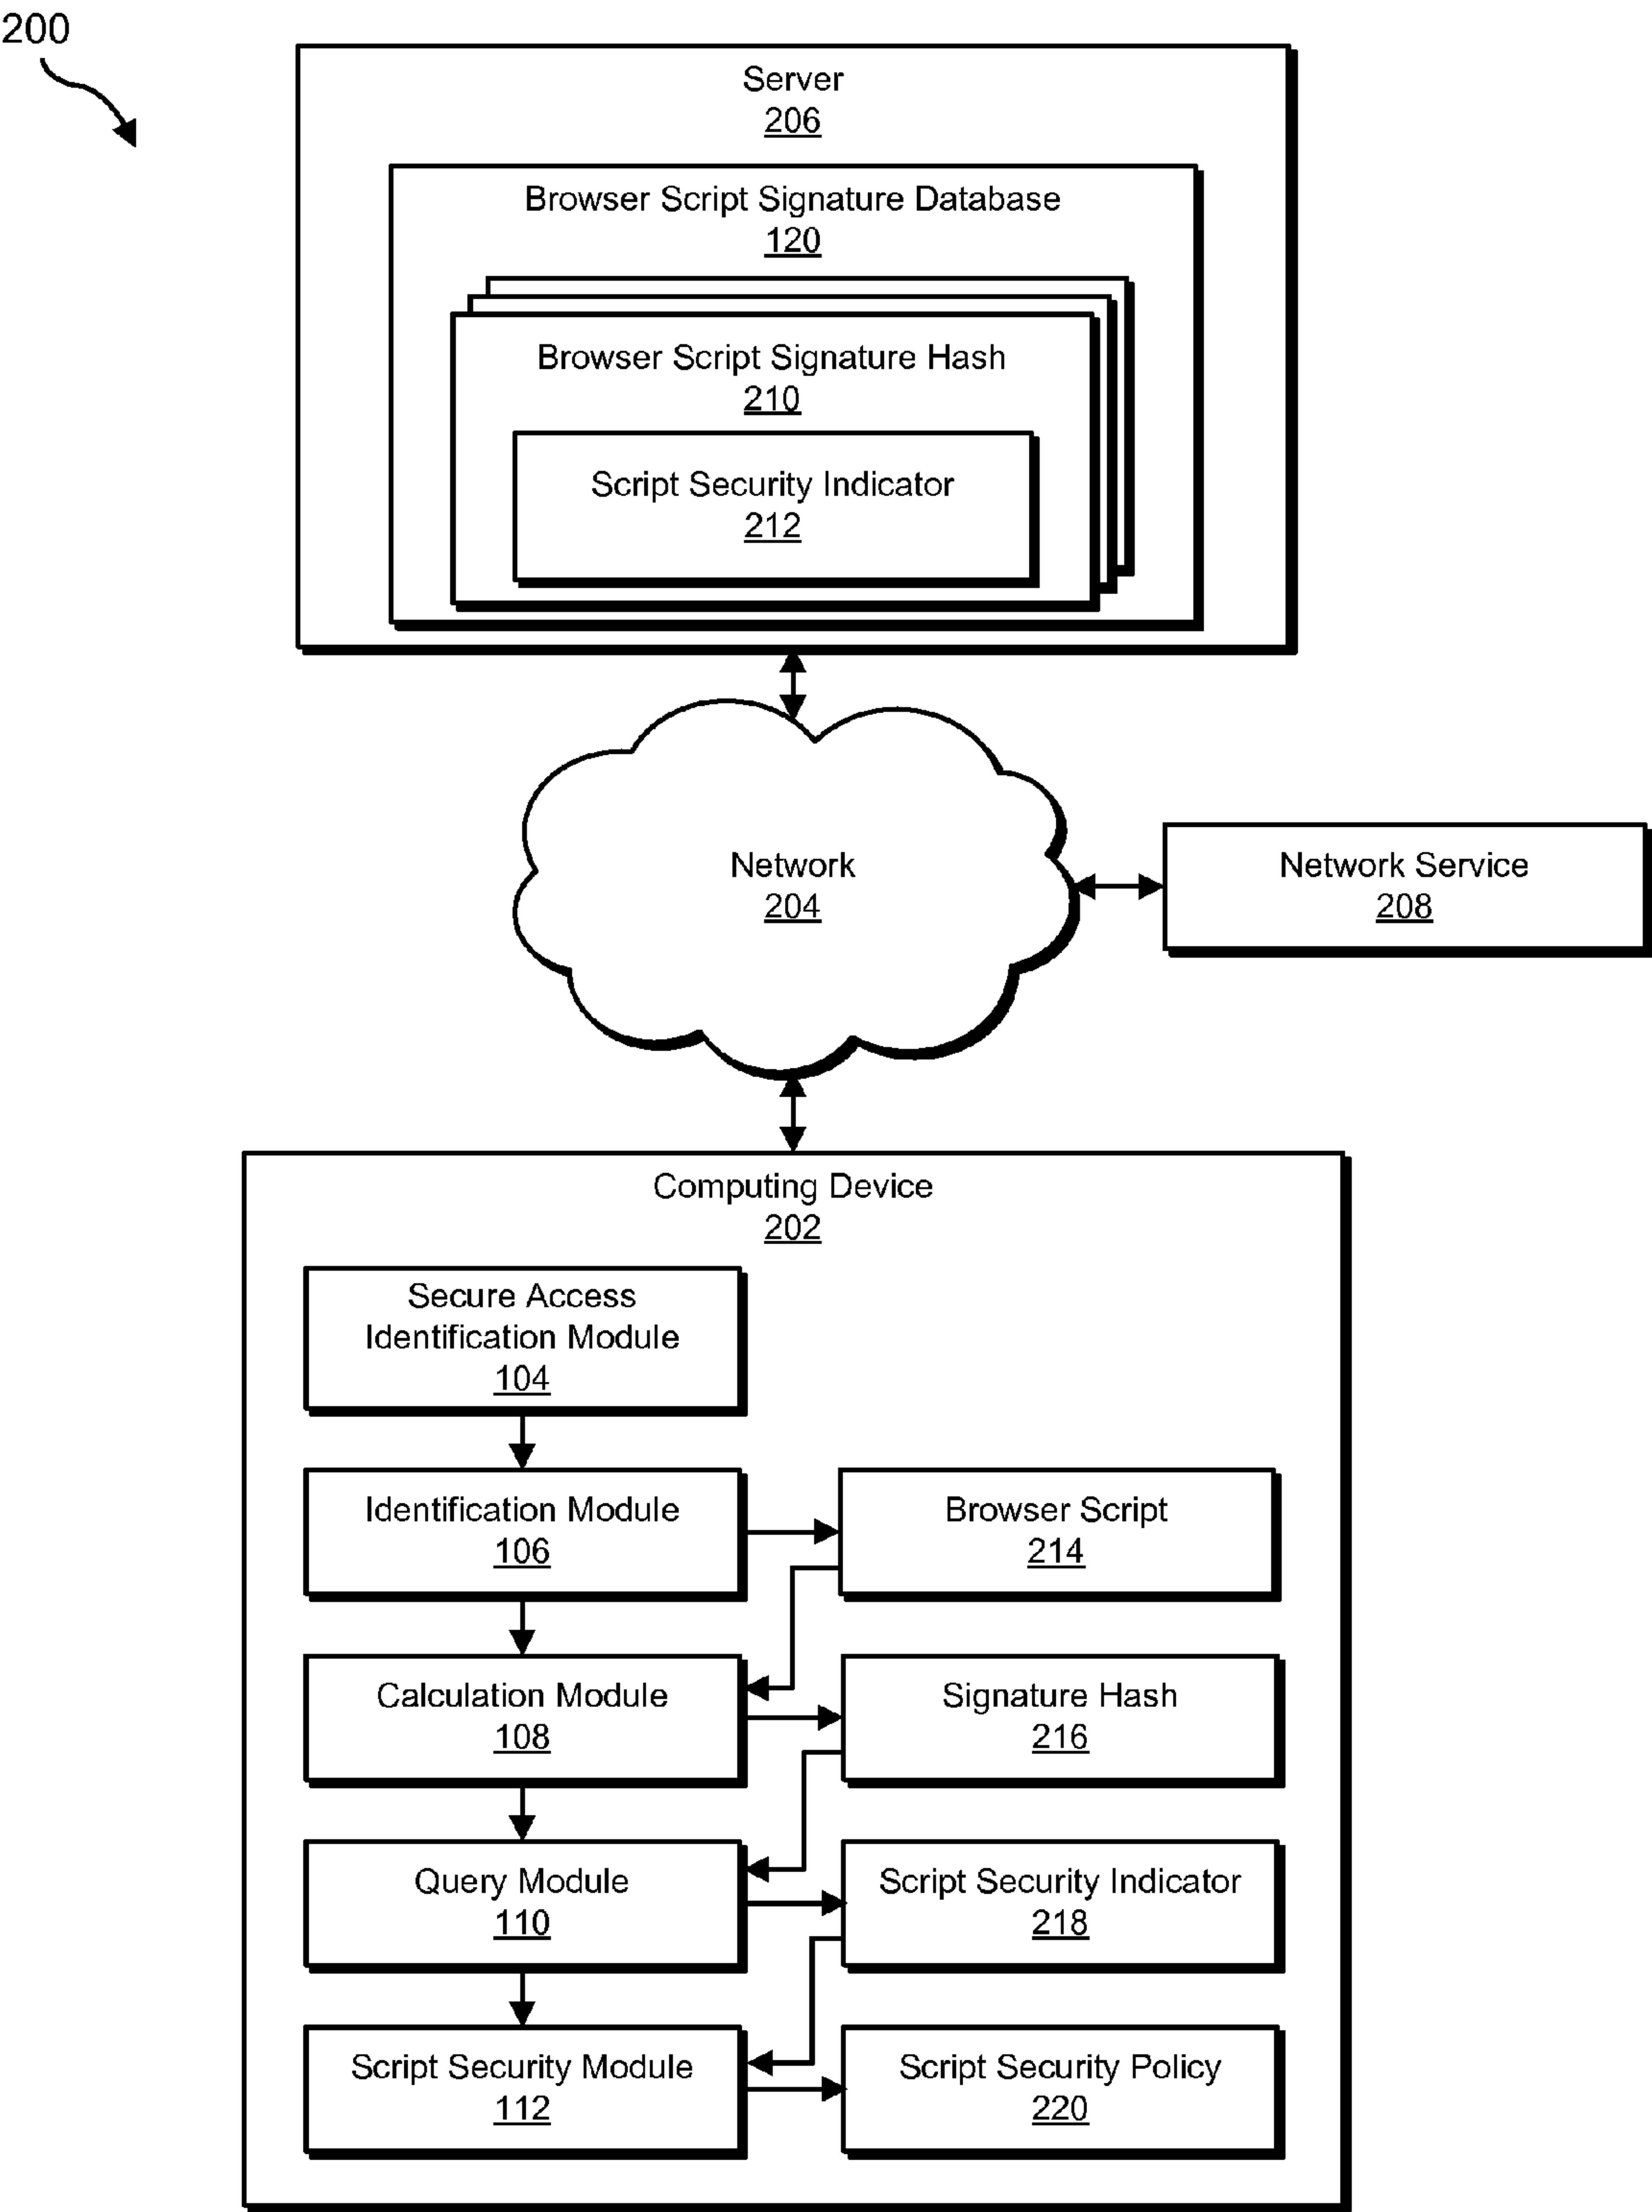 200
Server
206
Browser Script Signature Database
120
Browser Script Signature Hash
210
Script Security Indicator
212
Network
204
Network Service
208
Computing Device
202
Secure Access
Identification Module
104
Identification Module
106
Browser Script
214
Calculation Module
108
Signature Hash
216
Query Module
110
Script Security Indicator
218
Script Security Module
112
Script Security Policy
220